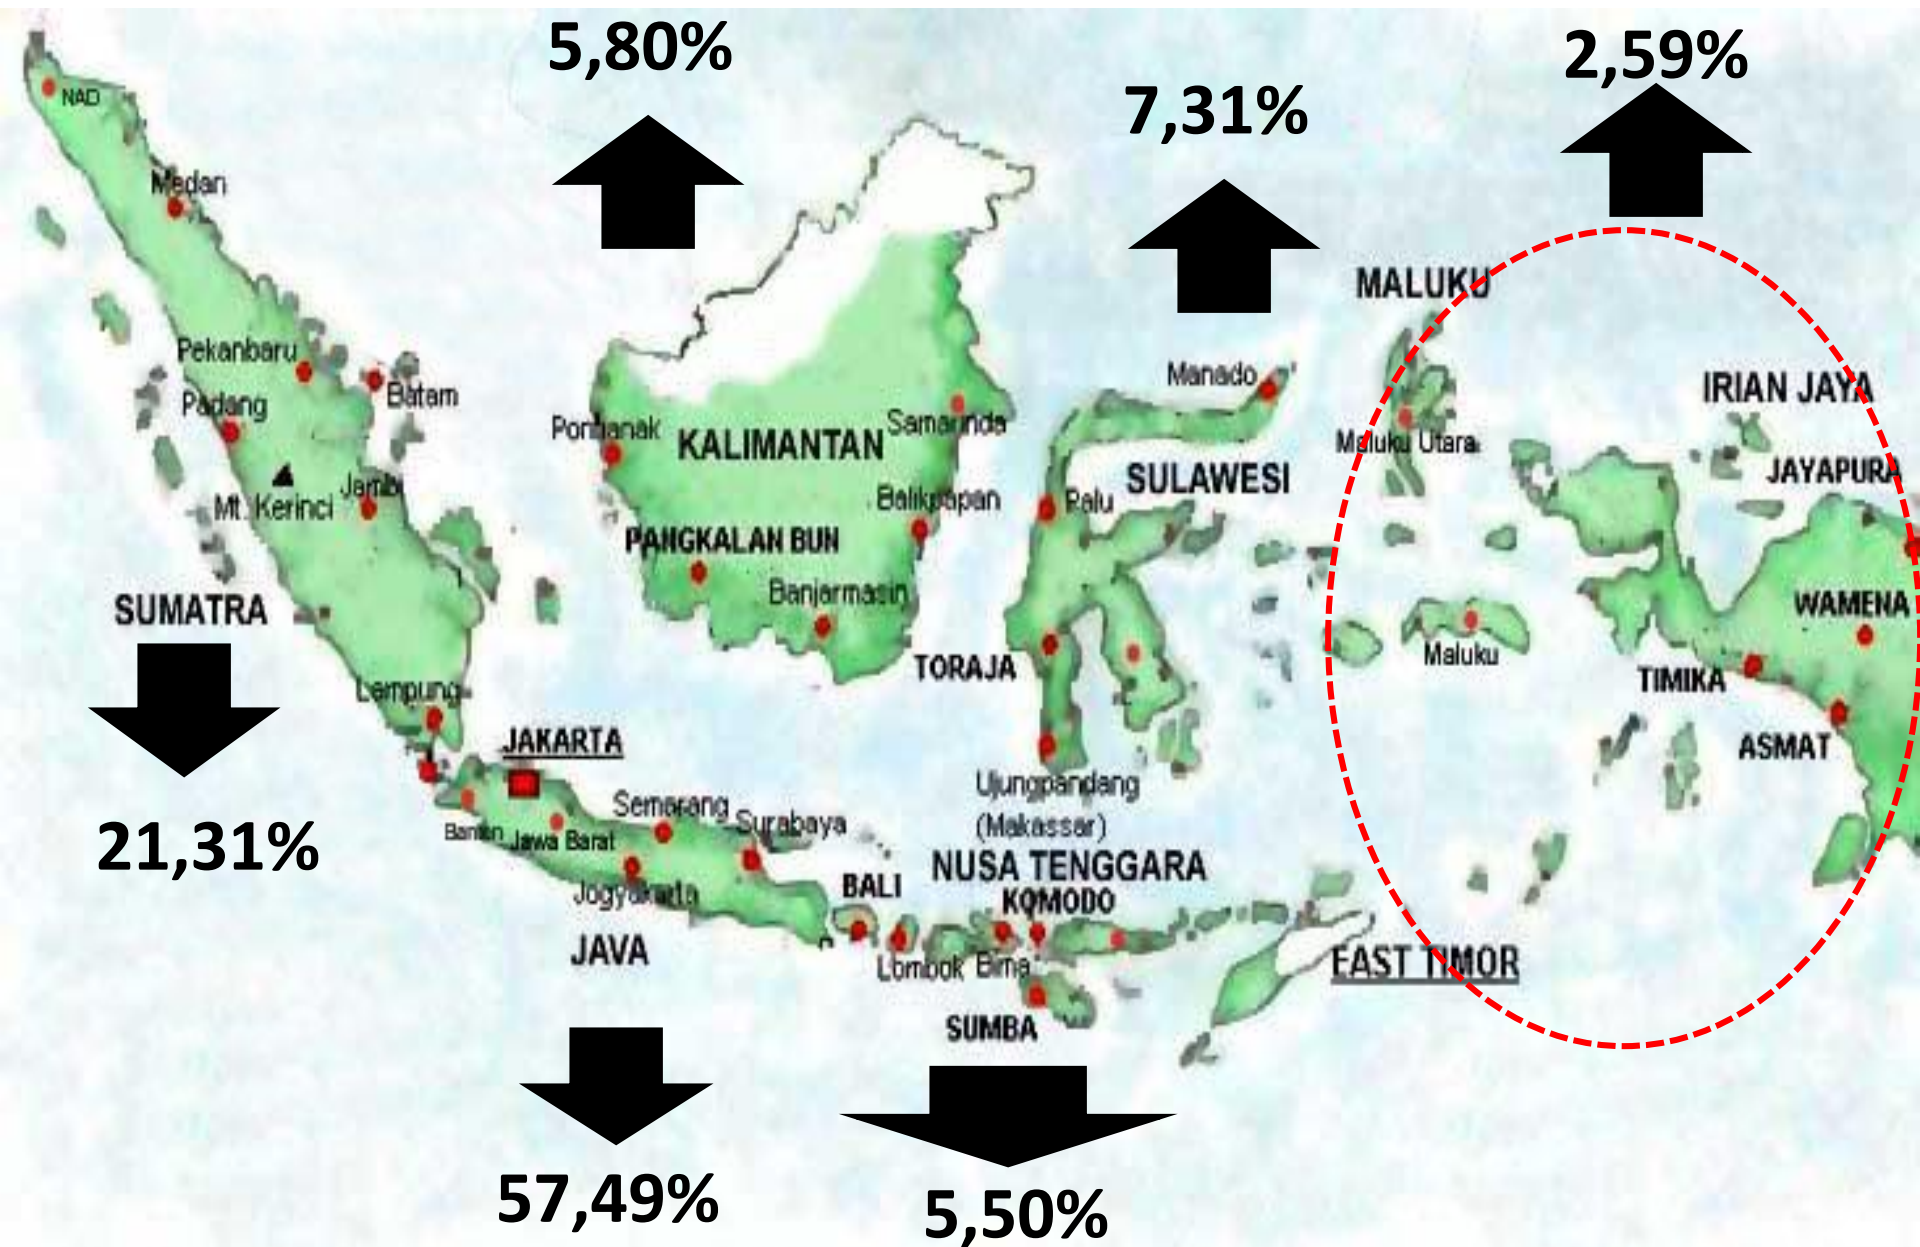 5,80%
2,59%
7,31%
NAD
Medan
MALUKU
Pekanbaru
Manado
IRIAN JAYA
Batam
Padang
Pontianak
KALIMANTAN
Samarinda
Maluku Utara
SULAWESI
JAYAPURA
Jambi
Mt. Kerinci
Balikpapan
Palu
PANGKALAN BUN
Banjarmasin
SUMATRA
WAMENA
TORAJA
Maluku
TIMIKA
Lampung
JAKARTA
ASMAT
Ujungpandang
(Makassar)
Semarang
Surabaya
Banten
Jawa Barat
21,31%
NUSA TENGGARA
BALI
KOMODO
Jogyakarta
JAVA
Lombok
Bima
EAST TIMOR
SUMBA
57,49%
5,50%